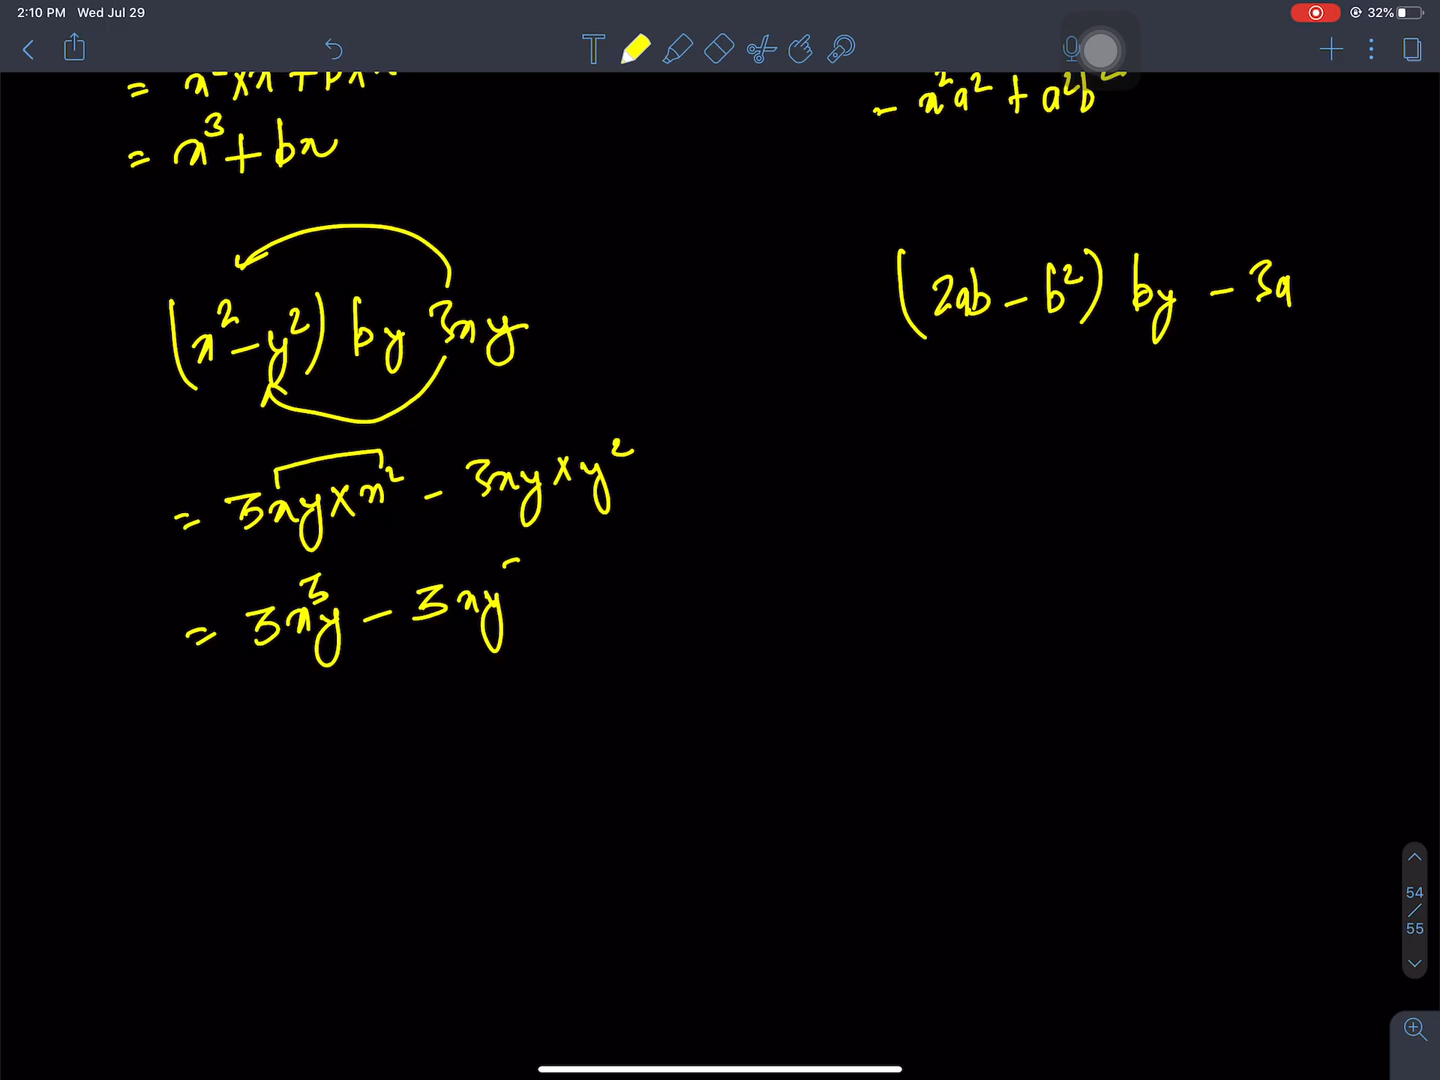 2:10 PM Wed Jul 29
32%
T
= x³ + bx
- x²a² + a²b²
(x² - y²) by 3xy
(2ab - b²) by - 3a
= 3xy × x² - 3xy × y²
= 3x³y - 3xy
54
/
55